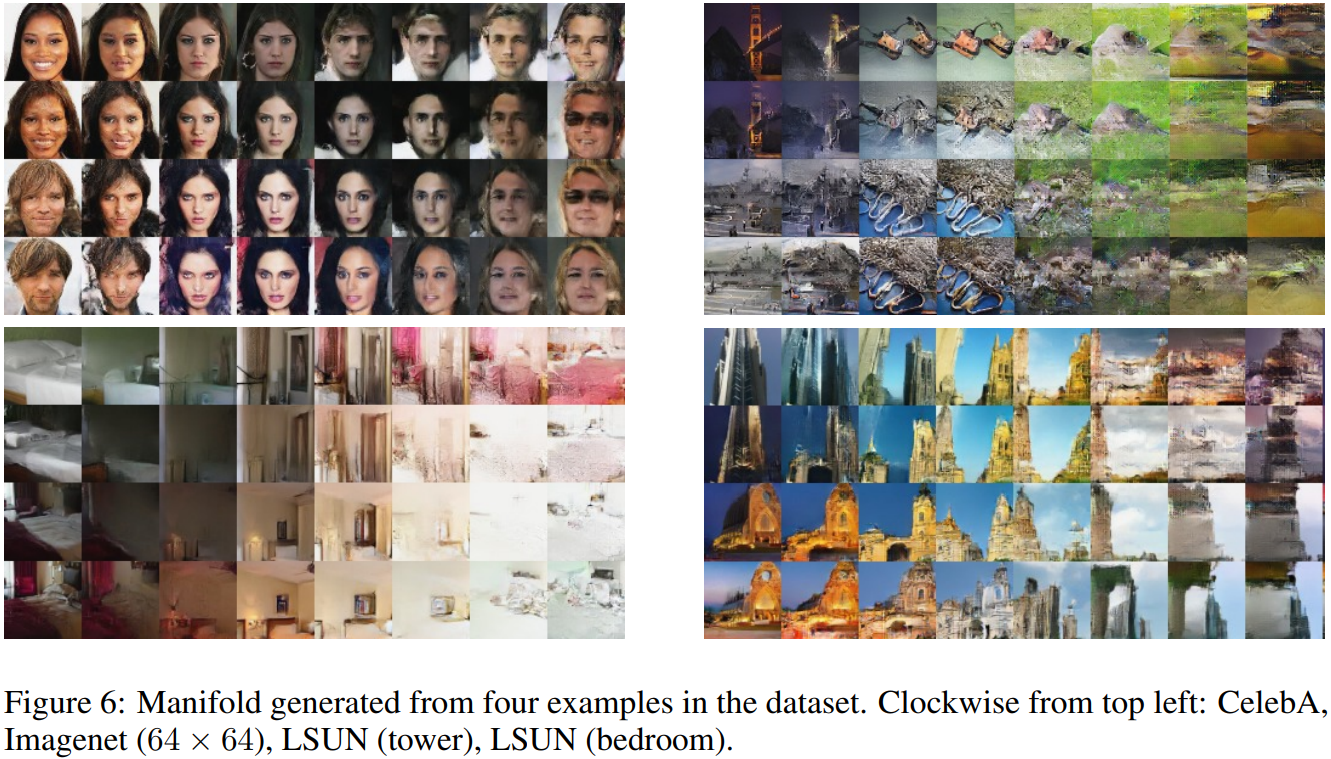 Figure 6: Manifold generated from four examples in the dataset. Clockwise from top left: CelebA,
Imagenet (64 × 64), LSUN (tower), LSUN (bedroom).